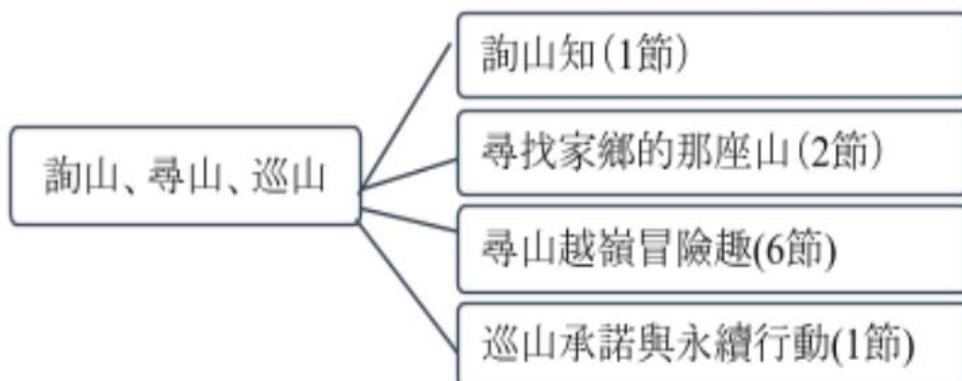 詢山、尋山、巡山
詢山知(1節)
尋找家鄉的那座山(2節)
尋山越嶺冒險趣(6節)
巡山承諾與永續行動(1節)